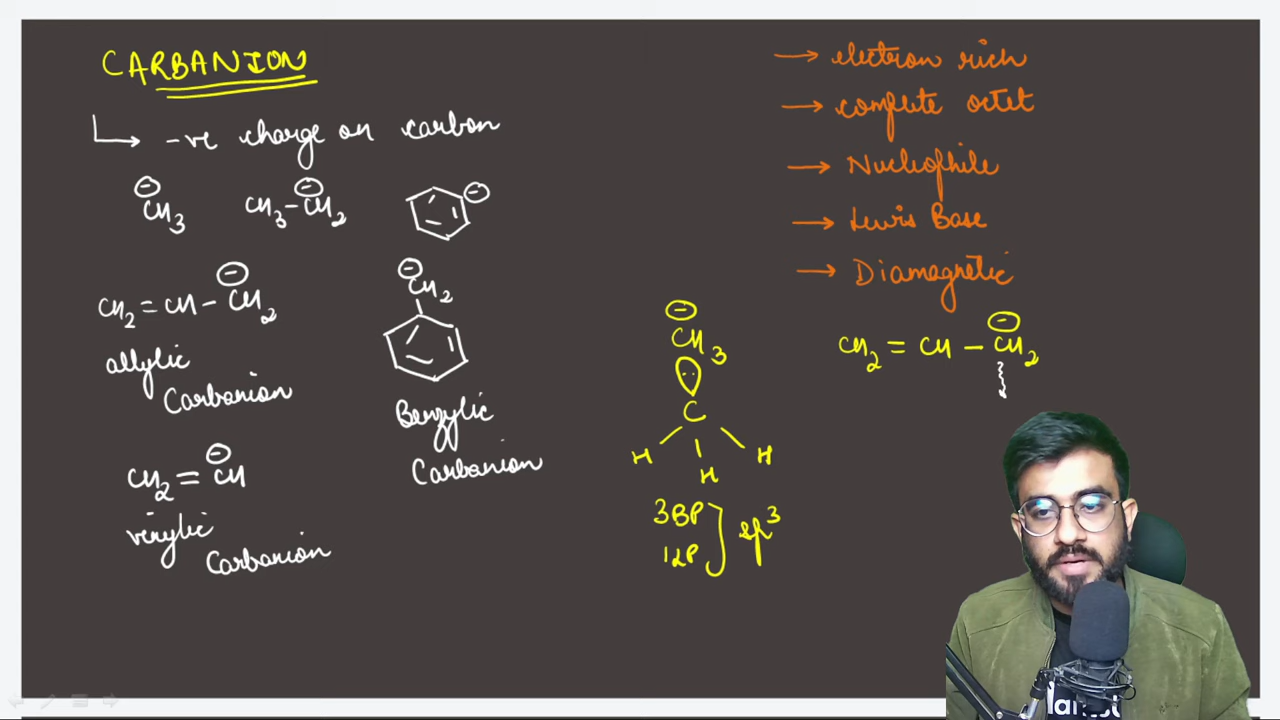 CARBANION
→ -ve charge on carbon
⊖
CH3
⊖
CH3-CH2
⊖
⊖
CH2=CH-CH2
allylic
Carbanion
⊖
CH2
Benzylic
Carbanion
⊖
CH2=CH
vinylic
Carbanion
→ electron rich
→ complete octet
→ Nucleophile
→ Lewis Base
→ Diamagnetic
⊖
CH3
C
H H H
3BP
1LP
sp3
⊖
CH2=CH-CH2